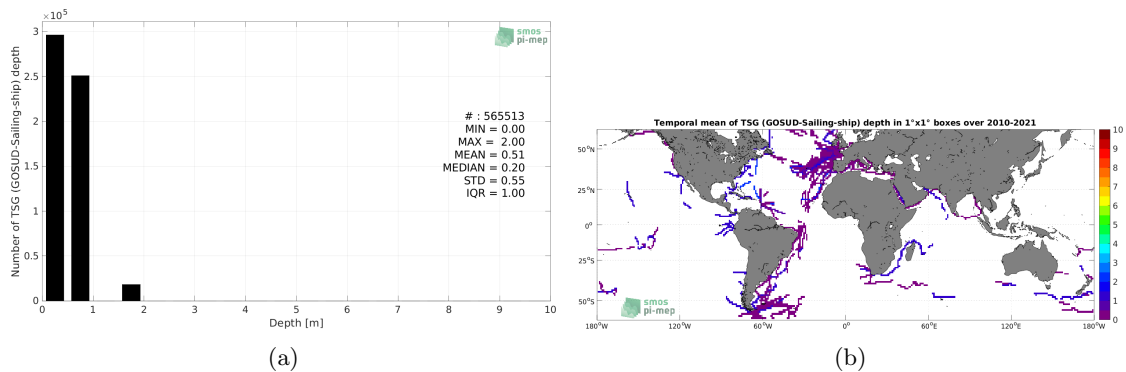 ×10⁵
3
2.5
2
1.5
1
0.5
0
Number of TSG (GOSUD-Sailing-ship) depth
smos
pi-mep
# : 565513
MIN = 0.00
MAX = 2.00
MEAN = 0.51
MEDIAN = 0.20
STD = 0.55
IQR = 1.00
0 1 2 3 4 5 6 7 8 9 10
Depth [m]
(a)
Temporal mean of TSG (GOSUD-Sailing-ship) depth in 1°x1° boxes over 2010-2021
50°N
25°N
0°
25°S
50°S
smos
pi-mep
180°W 120°W 60°W 0° 60°E 120°E 180°W
10
9
8
7
6
5
4
3
2
1
0
(b)